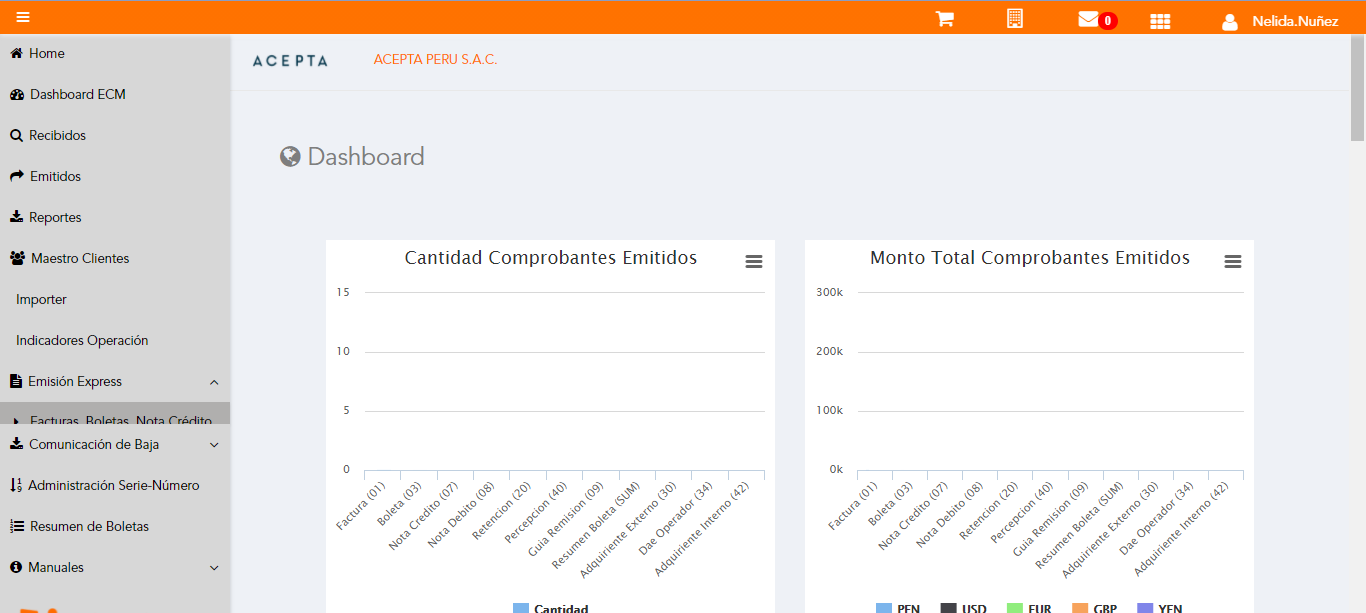 0
Nelida.Nuñez
Home
Dashboard ECM
Recibidos
Emitidos
Reportes
Maestro Clientes
Importer
Indicadores Operación
Emisión Express
Facturas, Boletas, Nota Crédito
Comunicación de Baja
Administración Serie-Número
Resumen de Boletas
Manuales
ACEPTA
ACEPTA PERU S.A.C.
Dashboard
Cantidad Comprobantes Emitidos
15
10
5
0
Factura (01)
Boleta (03)
Nota Credito (07)
Nota Debito (08)
Retencion (20)
Percepcion (40)
Guia Remision (09)
Resumen Boleta (SUM)
Adquiriente Externo (30)
Dae Operador (34)
Adquiriente Interno (42)
Cantidad
Monto Total Comprobantes Emitidos
300k
200k
100k
0k
Factura (01)
Boleta (03)
Nota Credito (07)
Nota Debito (08)
Retencion (20)
Percepcion (40)
Guia Remision (09)
Resumen Boleta (SUM)
Adquiriente Externo (30)
Dae Operador (34)
Adquiriente Interno (42)
PEN USD EUR GBP YEN